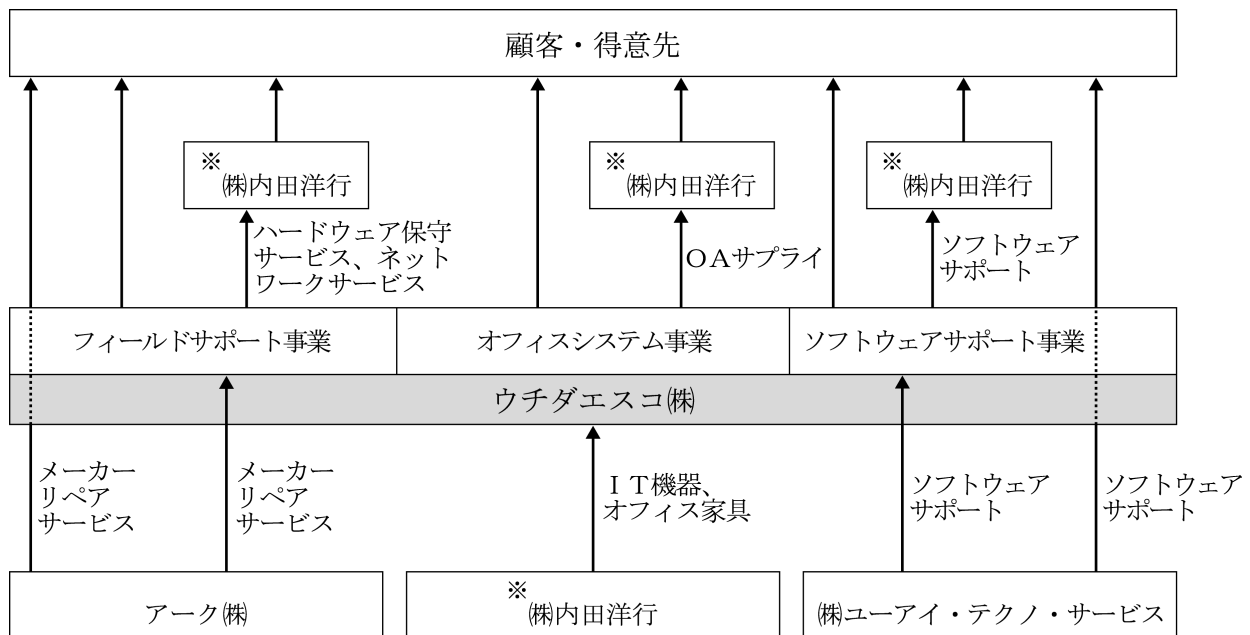 顧客・得意先
※
㈱内田洋行
※
㈱内田洋行
※
㈱内田洋行
ハードウェア保守
サービス、ネット
ワークサービス
ＯＡサプライ
ソフトウェア
サポート
フィールドサポート事業
オフィスシステム事業
ソフトウェアサポート事業
ウチダエスコ㈱
メーカー
リペア
サービス
メーカー
リペア
サービス
ＩＴ機器、
オフィス家具
ソフトウェア
サポート
ソフトウェア
サポート
アーク㈱
※
㈱内田洋行
㈱ユーアイ・テクノ・サービス